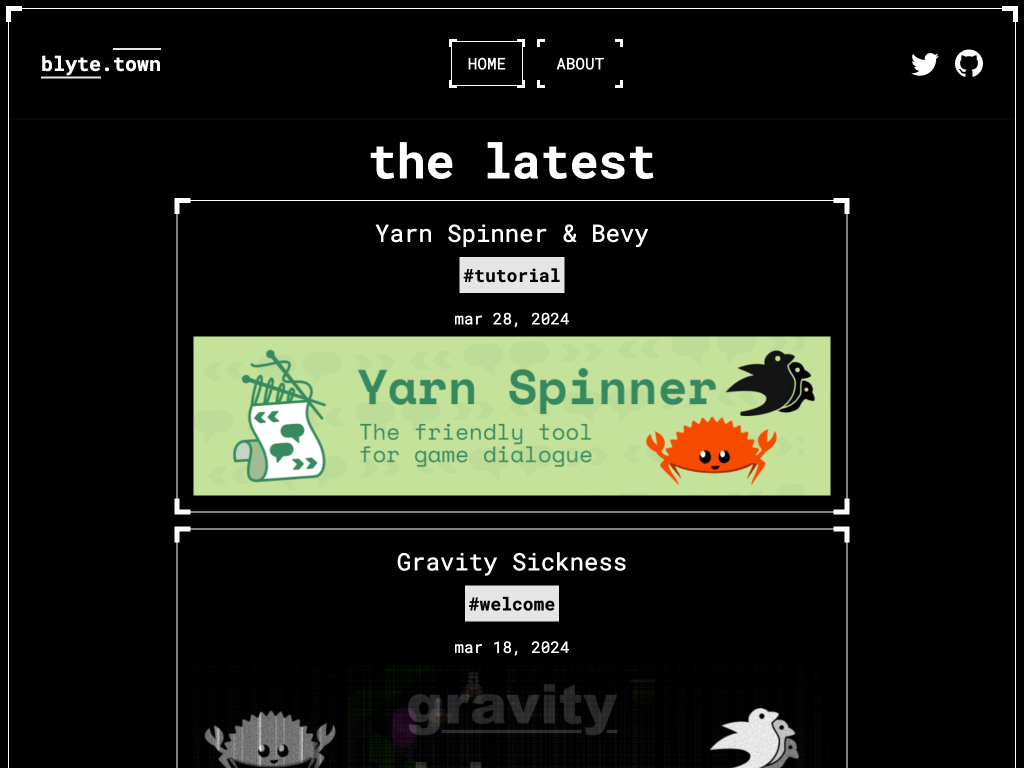 blyte.town
HOME
ABOUT
the latest
Yarn Spinner & Bevy
#tutorial
mar 28, 2024
Yarn Spinner
The friendly tool
for game dialogue
Gravity Sickness
#welcome
mar 18, 2024
gravity